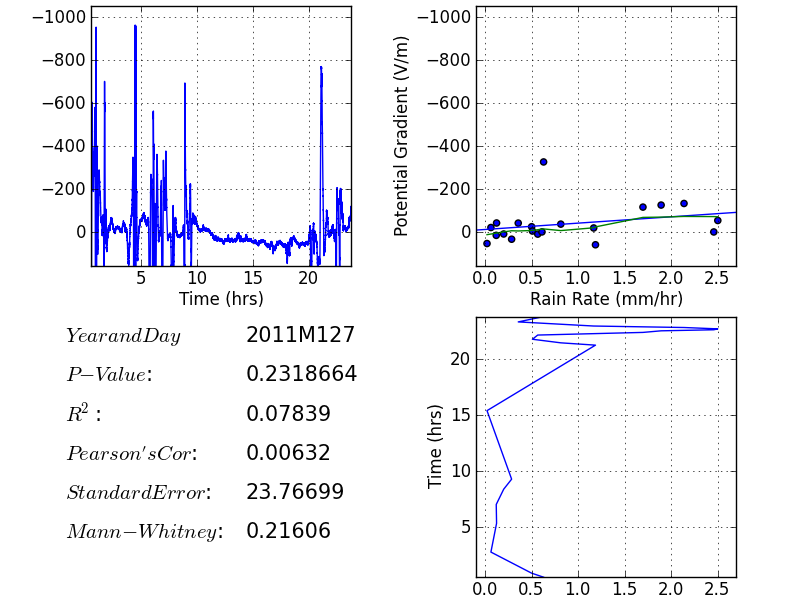 −1000
−800
−600
−400
−200
0
5 10 15 20
Time (hrs)
Potential Gradient (V/m)
−1000
−800
−600
−400
−200
0
0.0 0.5 1.0 1.5 2.0 2.5
Rain Rate (mm/hr)
YearandDay 2011M127
P−Value: 0.2318664
R² : 0.07839
Pearson'sCor: 0.00632
StandardError: 23.76699
Mann−Whitney: 0.21606
Time (hrs)
20
15
10
5
0.0 0.5 1.0 1.5 2.0 2.5